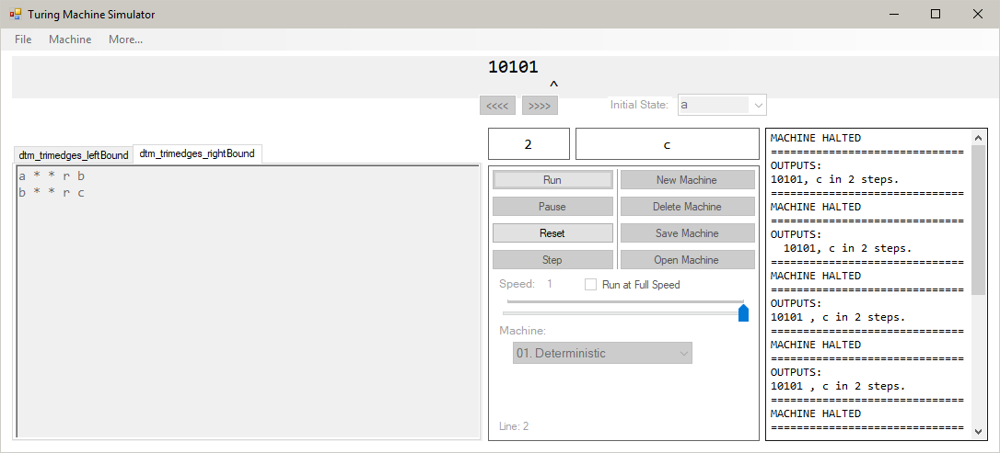 Turing Machine Simulator
File Machine More...
10101
^
<<<< >>>> Initial State: a
dtm_trimedges_leftBound dtm_trimedges_rightBound
a * * r b
b * * r c
2 c
Run New Machine
Pause Delete Machine
Reset Save Machine
Step Open Machine
Speed: 1 Run at Full Speed
Machine:
01. Deterministic
Line: 2
MACHINE HALTED
==============================
OUTPUTS:
10101, c in 2 steps.
==============================
MACHINE HALTED
==============================
OUTPUTS:
  10101, c in 2 steps.
==============================
MACHINE HALTED
==============================
OUTPUTS:
10101 , c in 2 steps.
==============================
MACHINE HALTED
==============================
OUTPUTS:
10101 , c in 2 steps.
==============================
MACHINE HALTED
==============================